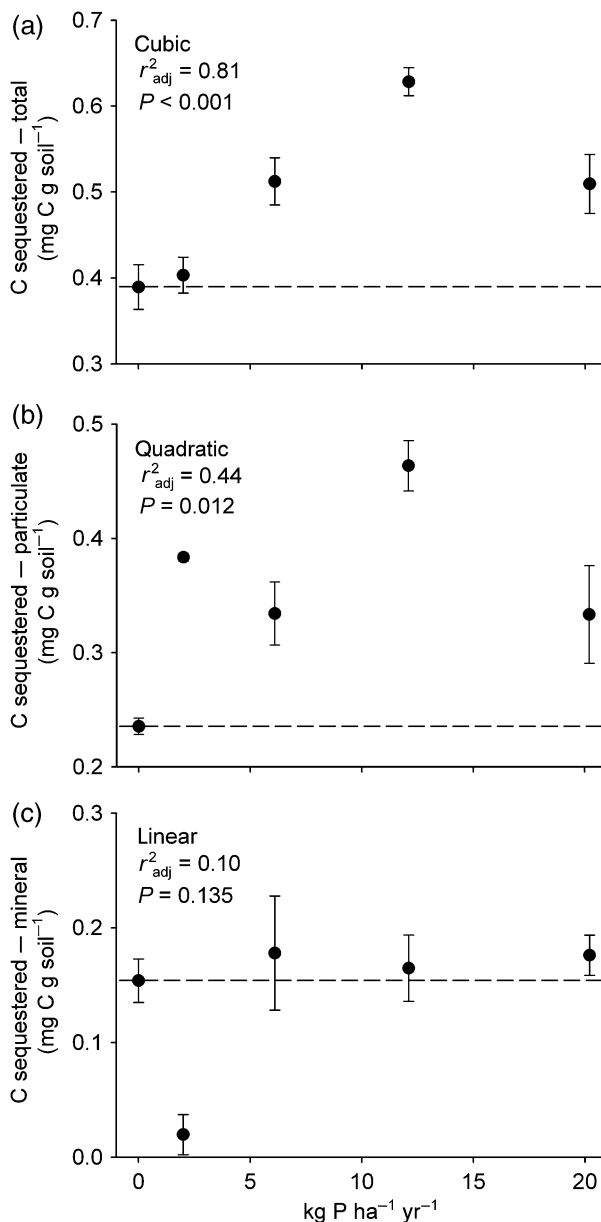 (a)
C sequestered – total
(mg C g soil⁻¹)
0.7
0.6
0.5
0.4
0.3
Cubic
r²adj = 0.81
P < 0.001
(b)
C sequestered – particulate
(mg C g soil⁻¹)
0.5
0.4
0.3
0.2
Quadratic
r²adj = 0.44
P = 0.012
(c)
C sequestered – mineral
(mg C g soil⁻¹)
0.3
0.2
0.1
0.0
Linear
r²adj = 0.10
P = 0.135
0 5 10 15 20
kg P ha⁻¹ yr⁻¹